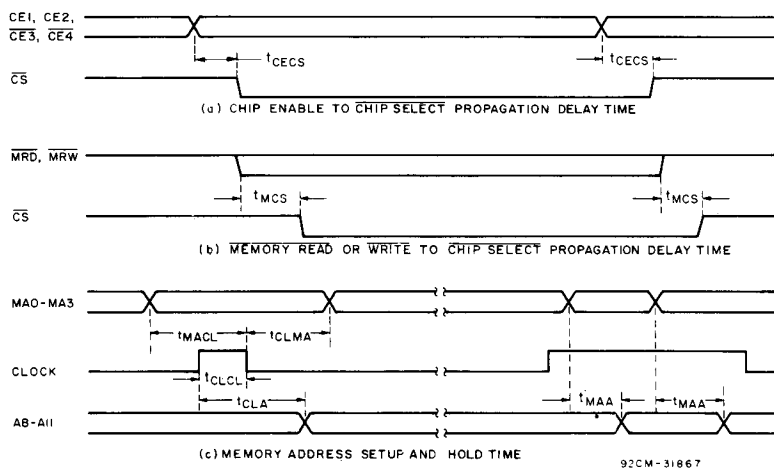 CE1, CE2,
CE3, CE4
tCECS
tCECS
CS
(a) CHIP ENABLE TO CHIP SELECT PROPAGATION DELAY TIME
MRD, MRW
tMCS
tMCS
CS
(b) MEMORY READ OR WRITE TO CHIP SELECT PROPAGATION DELAY TIME
MA0-MA3
tMACL
tCLMA
CLOCK
tCLCL
tCLA
tMAA
tMAA
A8-A11
(c) MEMORY ADDRESS SETUP AND HOLD TIME
92CM-31867